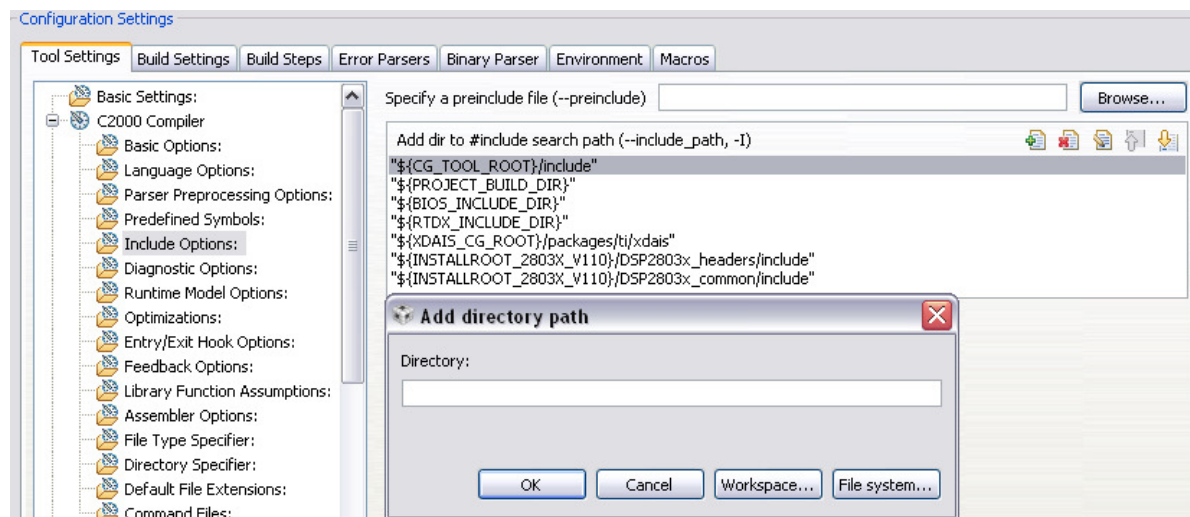 Configuration Settings
Tool Settings Build Settings Build Steps Error Parsers Binary Parser Environment Macros
Basic Settings:
C2000 Compiler
Basic Options:
Language Options:
Parser Preprocessing Options:
Predefined Symbols:
Include Options:
Diagnostic Options:
Runtime Model Options:
Optimizations:
Entry/Exit Hook Options:
Feedback Options:
Library Function Assumptions:
Assembler Options:
File Type Specifier:
Directory Specifier:
Default File Extensions:
Command Files:
Specify a preinclude file (--preinclude)
Browse...
Add dir to #include search path (--include_path, -I)
"${CG_TOOL_ROOT}/include"
"${PROJECT_BUILD_DIR}"
"${BIOS_INCLUDE_DIR}"
"${RTDX_INCLUDE_DIR}"
"${XDAIS_CG_ROOT}/packages/ti/xdais"
"${INSTALLROOT_2803X_V110}/DSP2803x_headers/include"
"${INSTALLROOT_2803X_V110}/DSP2803x_common/include"
Add directory path
Directory:
OK Cancel Workspace... File system...